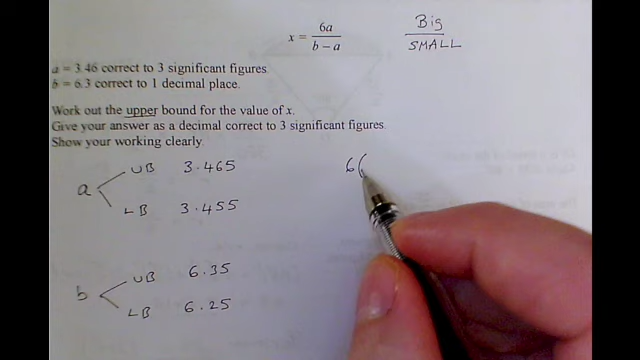 x = 6a / b – a
Big
SMALL
a = 3.46 correct to 3 significant figures.
b = 6.3 correct to 1 decimal place.
Work out the upper bound for the value of x.
Give your answer as a decimal correct to 3 significant figures.
Show your working clearly.
UB 3.465
a
LB 3.455
6(
UB 6.35
b
LB 6.25